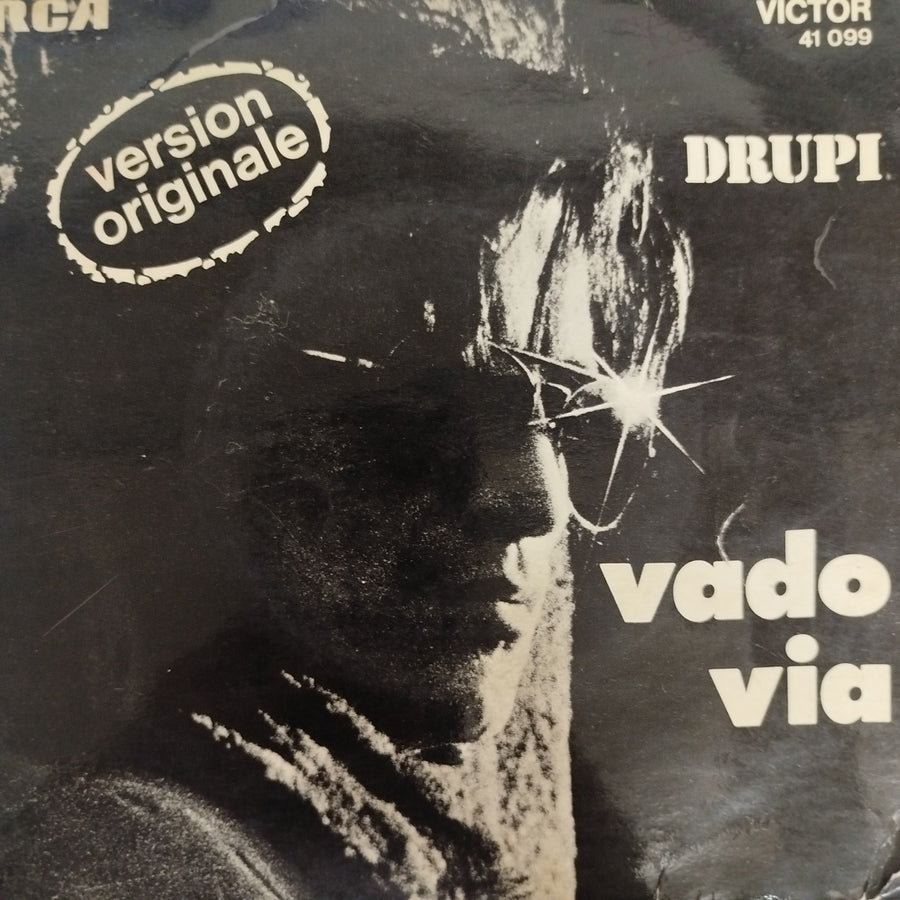 RCA
VICTOR
41 099
version
originale
DRUPI
vado
via